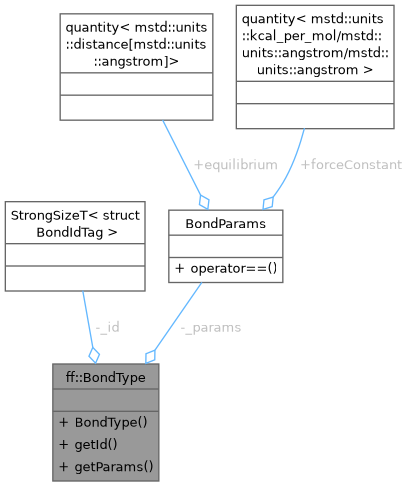 quantity< mstd::units
::distance[mstd::units
::angstrom]>
quantity< mstd::units
::kcal_per_mol/mstd::
units::angstrom/mstd::
units::angstrom >
+equilibrium
+forceConstant
StrongSizeT< struct
BondIdTag >
BondParams
+ operator==()
-_id
-_params
ff::BondType
+ BondType()
+ getId()
+ getParams()